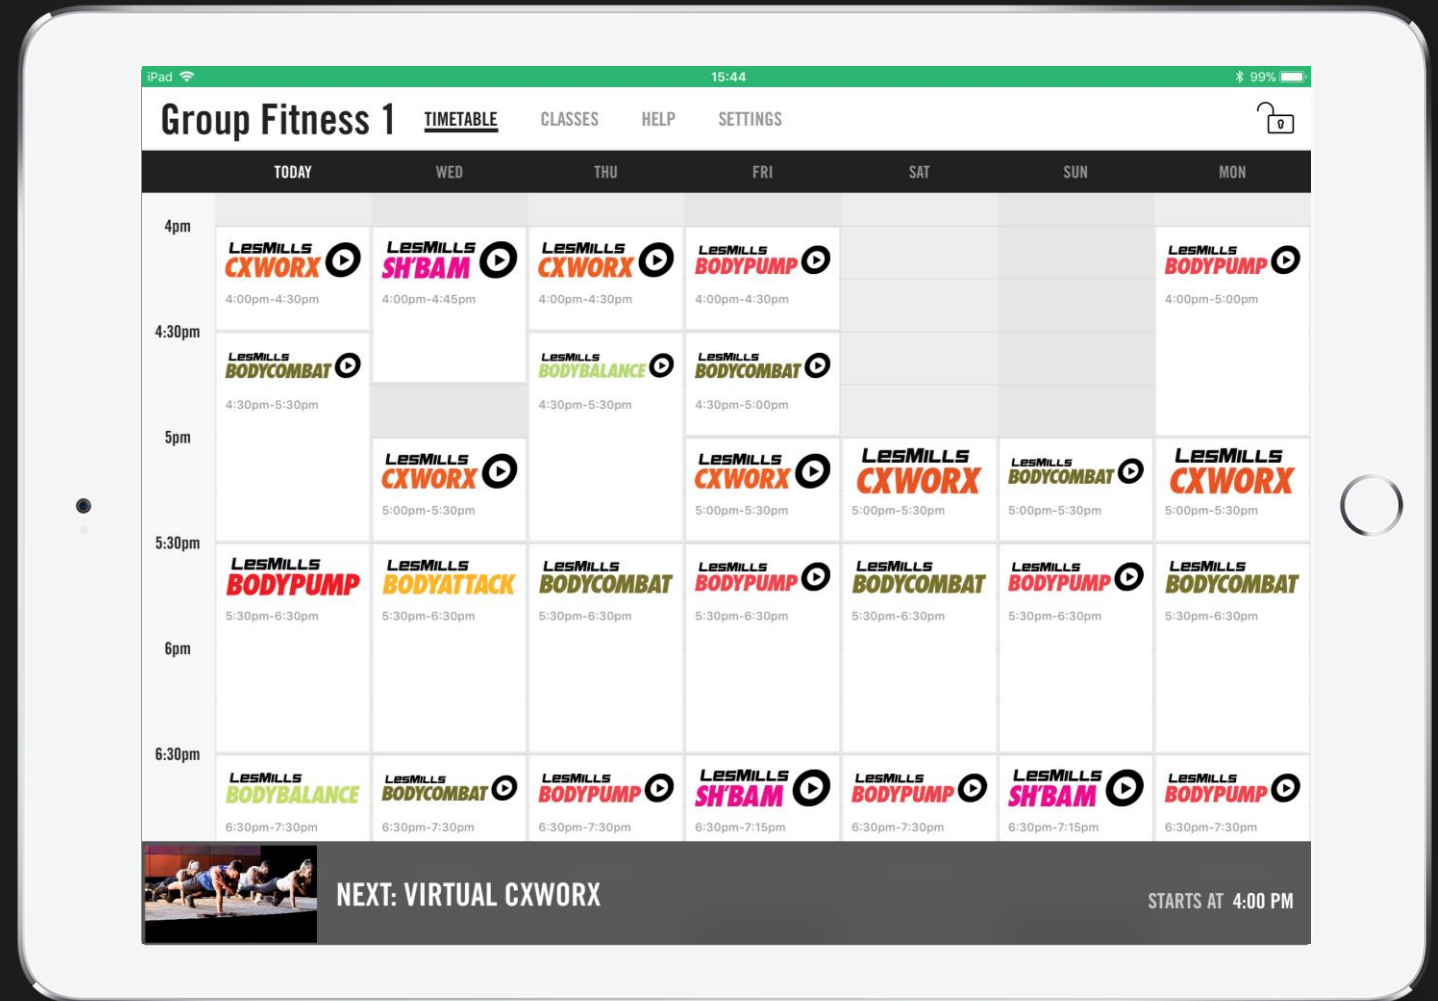 iPad 15:44 99%
Group Fitness 1 TIMETABLE CLASSES HELP SETTINGS
TODAY WED THU FRI SAT SUN MON
4pm
LesMills LesMills LesMills LesMills LesMills
CXWORX SH'BAM CXWORX BODYPUMP BODYPUMP
4:00pm-4:30pm 4:00pm-4:45pm 4:00pm-4:30pm 4:00pm-4:30pm 4:00pm-5:00pm
4:30pm
LesMills LesMills LesMills
BODYCOMBAT BODYBALANCE BODYCOMBAT
4:30pm-5:30pm 4:30pm-5:30pm 4:30pm-5:00pm
5pm
LesMills LesMills LesMills LesMills LesMills
CXWORX CXWORX CXWORX BODYCOMBAT CXWORX
5:00pm-5:30pm 5:00pm-5:30pm 5:00pm-5:30pm 5:00pm-5:30pm 5:00pm-5:30pm
5:30pm
LesMills LesMills LesMills LesMills LesMills LesMills LesMills
BODYPUMP BODYATTACK BODYCOMBAT BODYPUMP BODYCOMBAT BODYPUMP BODYCOMBAT
5:30pm-6:30pm 5:30pm-6:30pm 5:30pm-6:30pm 5:30pm-6:30pm 5:30pm-6:30pm 5:30pm-6:30pm 5:30pm-6:30pm
6pm
6:30pm
LesMills LesMills LesMills LesMills LesMills LesMills LesMills
BODYBALANCE BODYCOMBAT BODYPUMP SH'BAM BODYPUMP SH'BAM BODYPUMP
6:30pm-7:30pm 6:30pm-7:30pm 6:30pm-7:30pm 6:30pm-7:15pm 6:30pm-7:30pm 6:30pm-7:15pm 6:30pm-7:30pm
NEXT: VIRTUAL CXWORX STARTS AT 4:00 PM